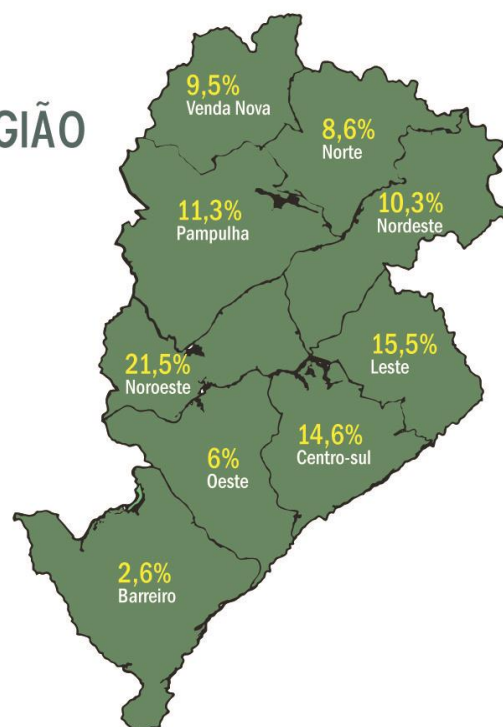 GIÃO
9,5%
Venda Nova
8,6%
Norte
11,3%
Pampulha
10,3%
Nordeste
21,5%
Noroeste
15,5%
Leste
14,6%
Centro-sul
6%
Oeste
2,6%
Barreiro